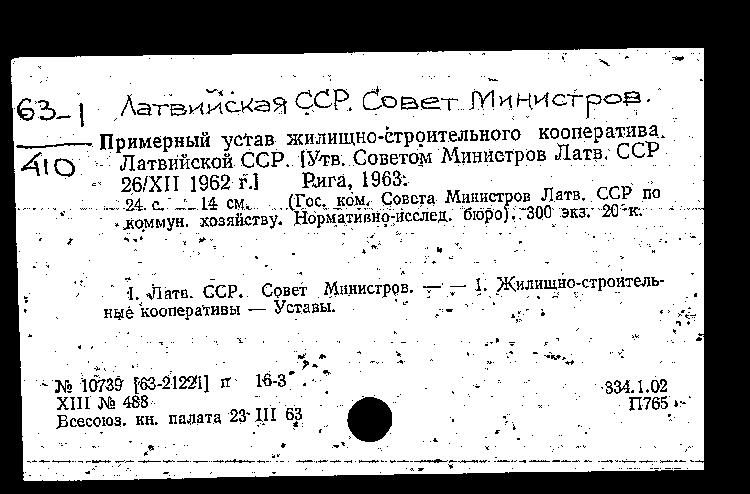 63-1
410
Латвийская ССР. Совет Министров.
Примерный устав жилищно-строительного кооператива.
Латвийской ССР. [Утв. Советом Министров Латв. ССР
26/XII 1962 г.] Рига, 1963.
24 с. 14 см. (Гос. ком. Совета Министров Латв. ССР по
коммун. хозяйству. Нормативно-исслед. бюро). 300 экз. 20 к.
1. Латв. ССР. Совет Министров. — — 1. Жилищно-строитель-
ные кооперативы — Уставы.
№ 10739 [63-21221] п 16-3
XIII № 488
Всесоюз. кн. палата 23 III 63
334.1.02
П765